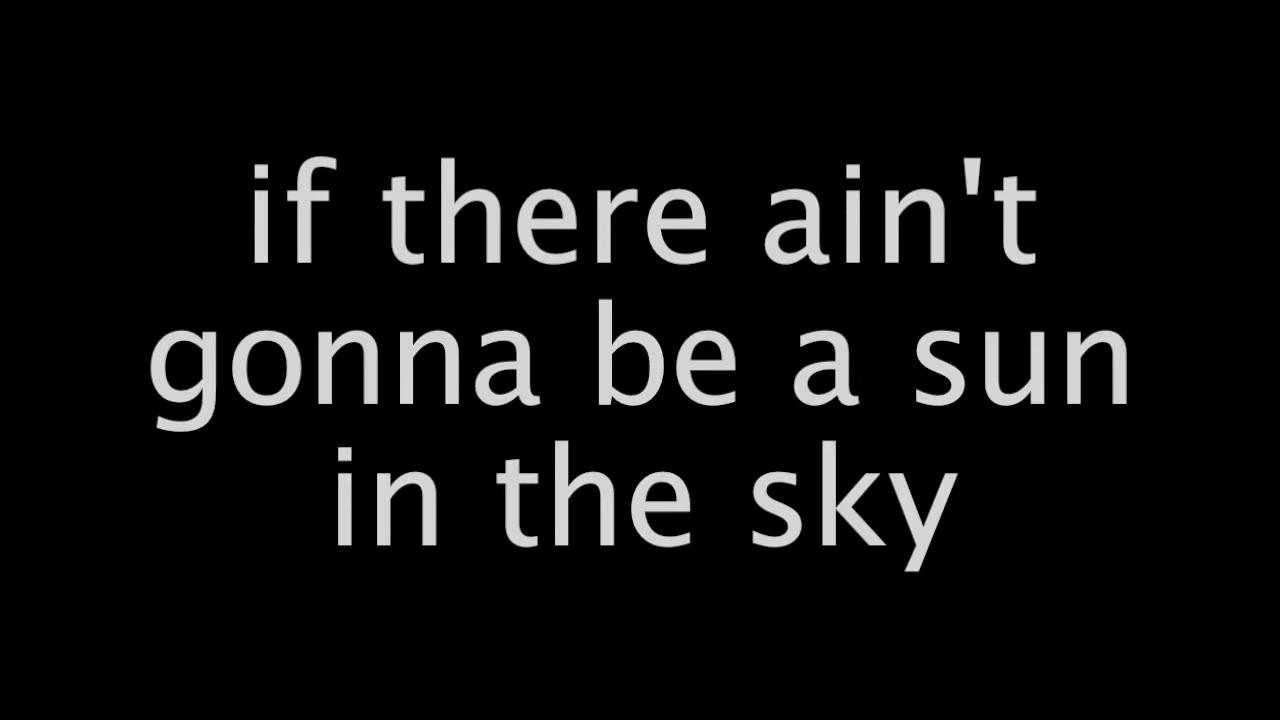 if there ain't
gonna be a sun
in the sky